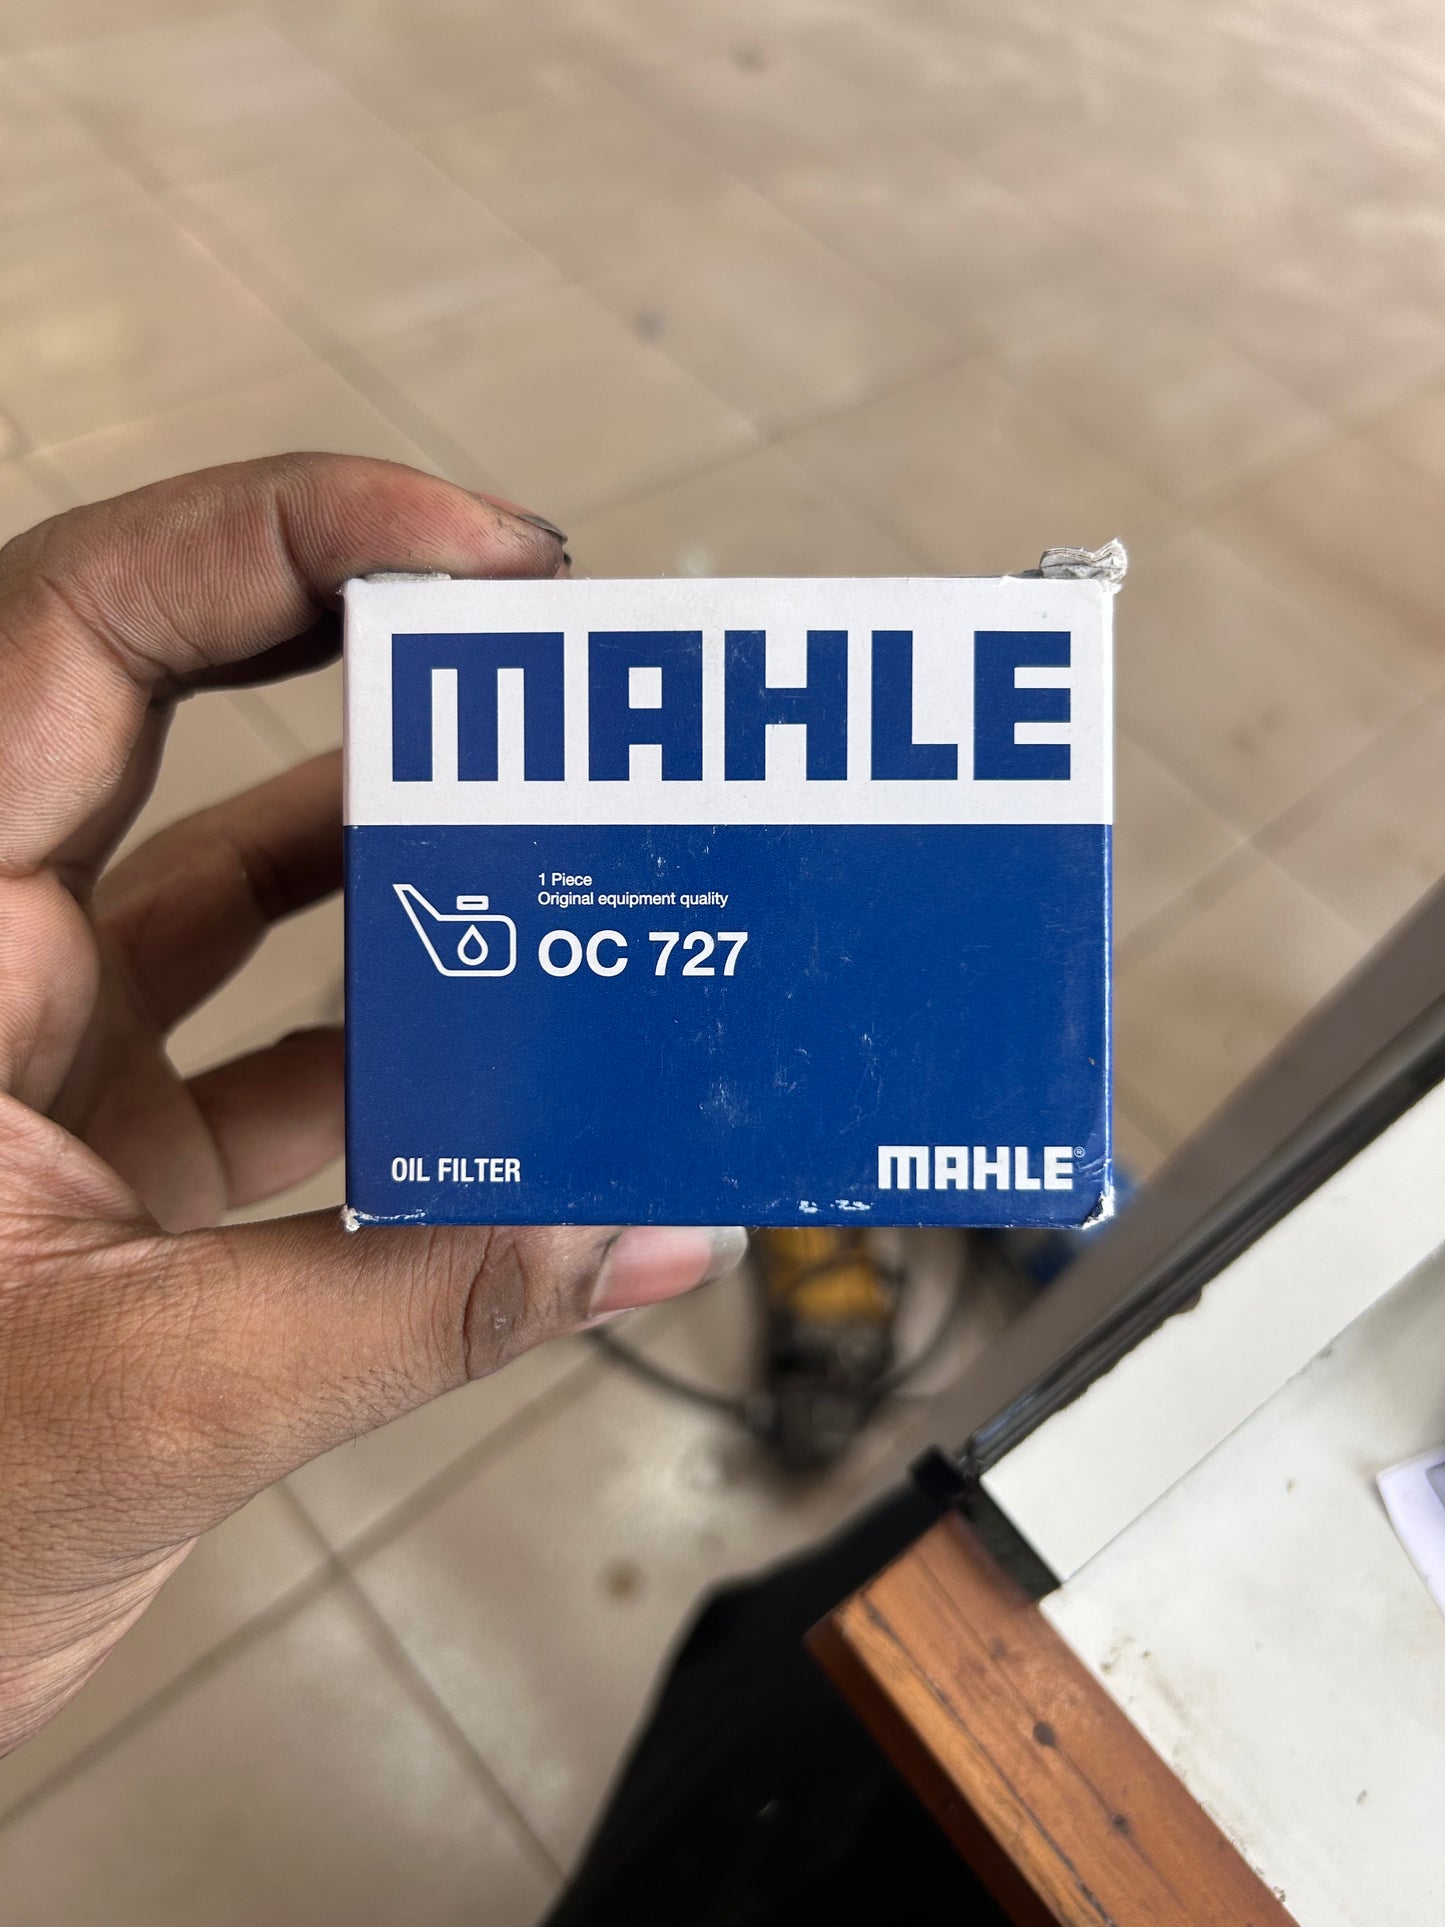 MAHLE
1 Piece
Original equipment quality
OC 727
OIL FILTER
MAHLE®